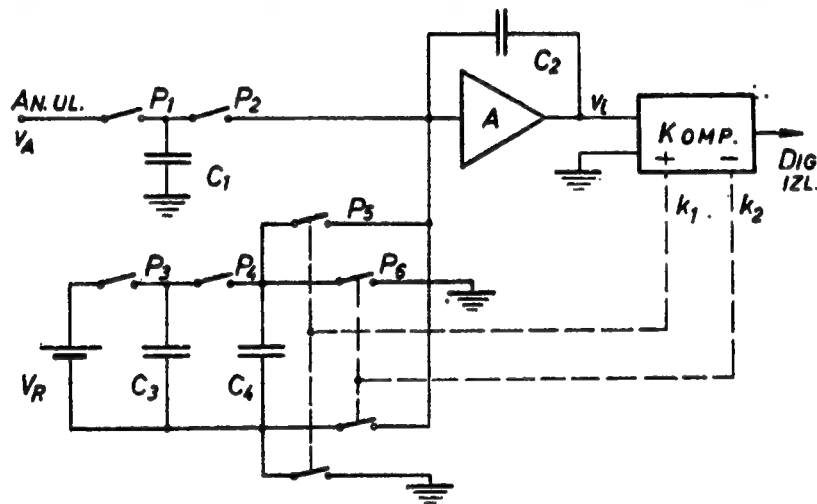 AN. UL.
V_A
P_1
P_2
C_1
C_2
A
v_i
KOMP.
+ −
DIG
IZL.
k_1
k_2
P_5
P_3
P_4
P_6
V_R
C_3
C_4